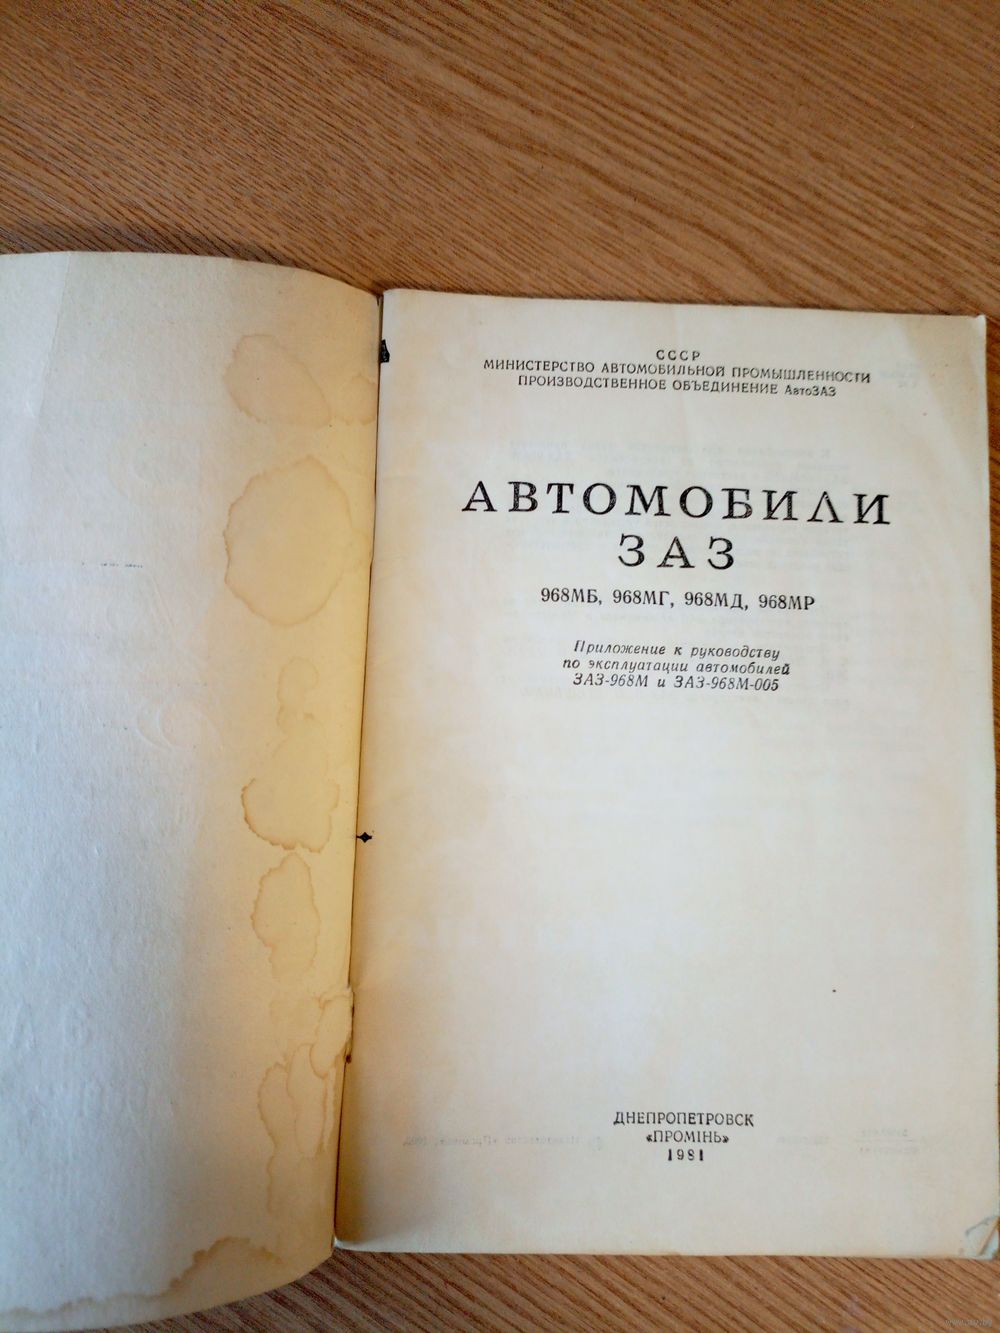 СССР
МИНИСТЕРСТВО АВТОМОБИЛЬНОЙ ПРОМЫШЛЕННОСТИ
ПРОИЗВОДСТВЕННОЕ ОБЪЕДИНЕНИЕ АвтоЗАЗ
АВТОМОБИЛИ
ЗАЗ
968МБ, 968МГ, 968МД, 968МР
Приложение к руководству
по эксплуатации автомобилей
ЗАЗ-968М и ЗАЗ-968М-005
ДНЕПРОПЕТРОВСК
«ПРОМІНЬ»
1981